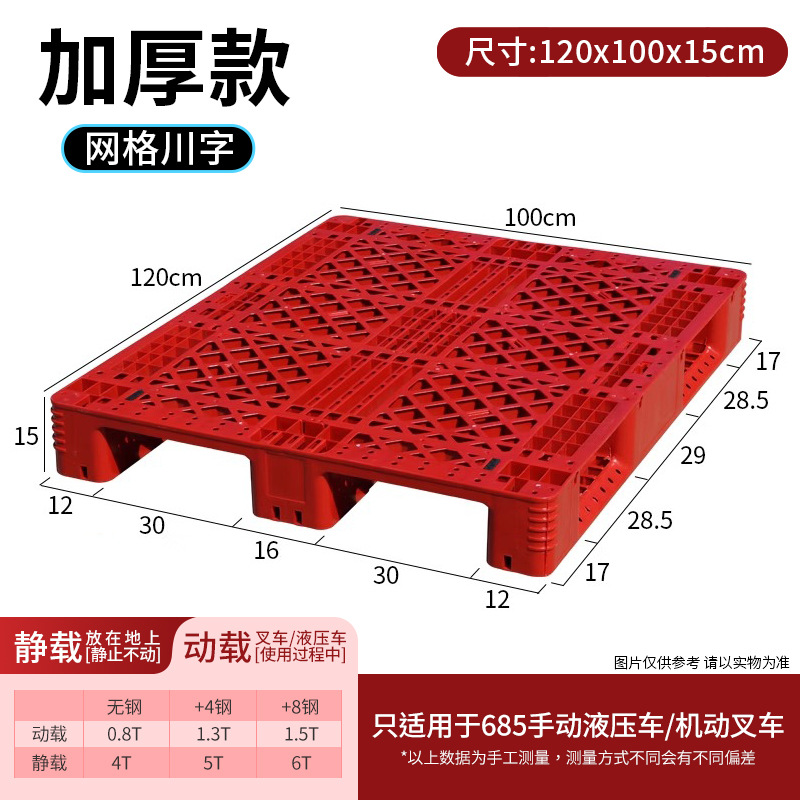 加厚款
网格川字
尺寸:120x100x15cm
100cm
120cm
15
12
30
16
30
12
17
28.5
29
28.5
17
静载 放在地上
[静止不动]
动载 叉车/液压车
[使用过程中]
无钢 +4钢 +8钢
动载 0.8T 1.3T 1.5T
静载 4T 5T 6T
图片仅供参考 请以实物为准
只适用于685手动液压车/机动叉车
*以上数据为手工测量，测量方式不同会有不同偏差